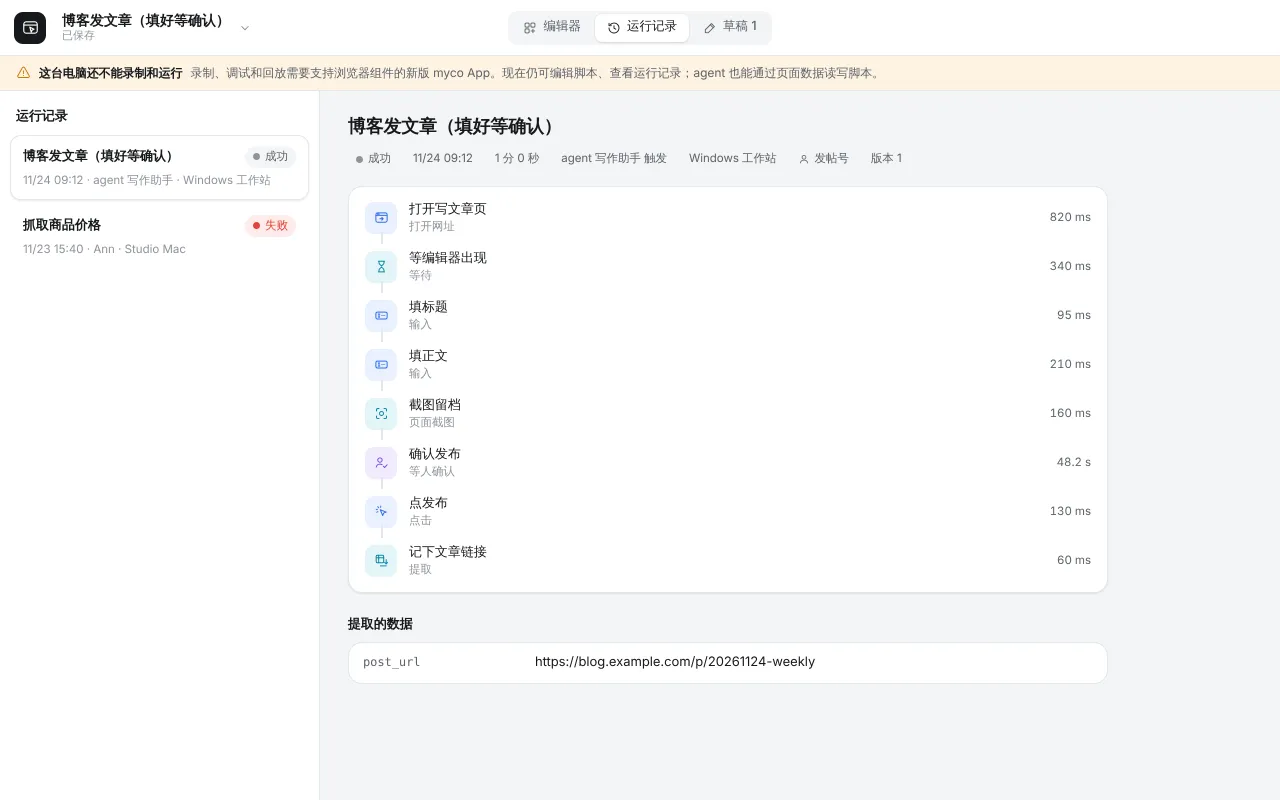 博客发文章（填好等确认）
已保存
编辑器
运行记录
草稿 1
这台电脑还不能录制和运行 录制、调试和回放需要支持浏览器组件的新版 myco App。现在仍可编辑脚本、查看运行记录；agent 也能通过页面数据读写脚本。
运行记录
博客发文章（填好等确认） 成功
11/24 09:12 · agent 写作助手 · Windows 工作站
抓取商品价格 失败
11/23 15:40 · Ann · Studio Mac
博客发文章（填好等确认）
成功 11/24 09:12 1 分 0 秒 agent 写作助手 触发 Windows 工作站 发帖号 版本 1
打开写文章页
打开网址
820 ms
等编辑器出现
等待
340 ms
填标题
输入
95 ms
填正文
输入
210 ms
截图留档
页面截图
160 ms
确认发布
等人确认
48.2 s
点发布
点击
130 ms
记下文章链接
提取
60 ms
提取的数据
post_url https://blog.example.com/p/20261124-weekly